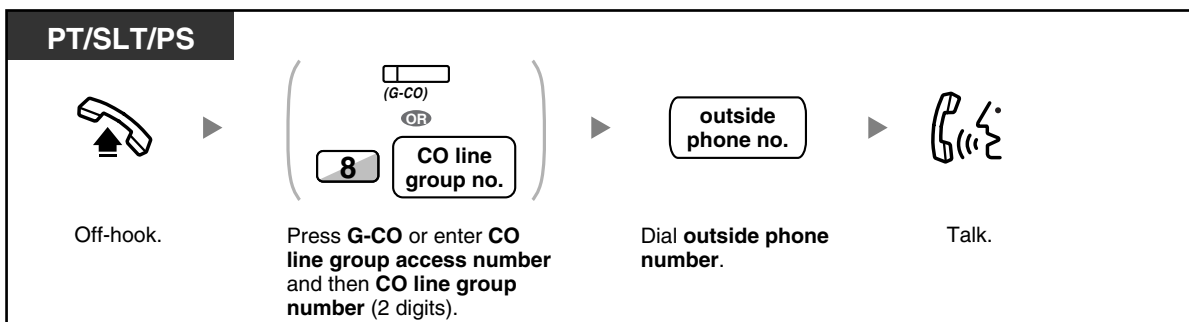 PT/SLT/PS
(G-CO)
OR
8
CO line
group no.
outside
phone no.
Off-hook.
Press G-CO or enter CO
line group access number
and then CO line group
number (2 digits).
Dial outside phone
number.
Talk.